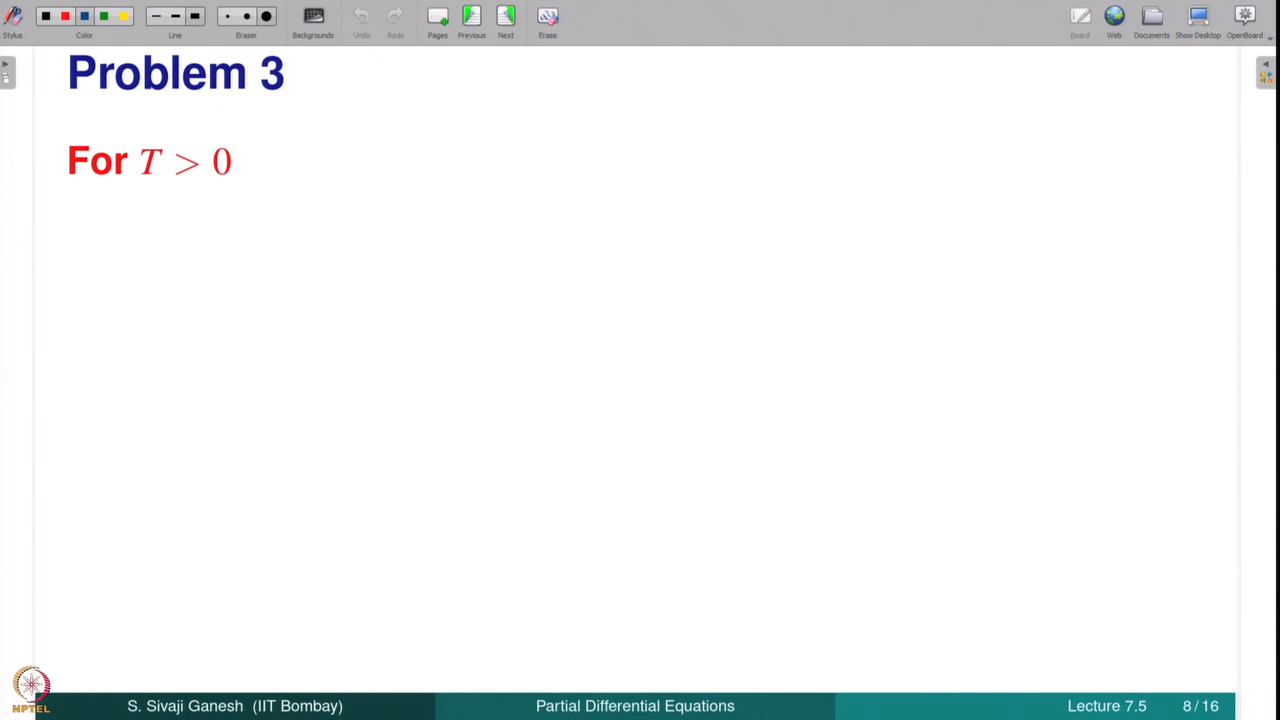 Stylus
Color
Line
Eraser
Backgrounds
Undo
Redo
Pages
Previous
Next
Erase
Board
Web
Documents
Show Desktop
OpenBoard
Problem 3
For T > 0
NPTEL
S. Sivaji Ganesh (IIT Bombay)
Partial Differential Equations
Lecture 7.5
8 / 16